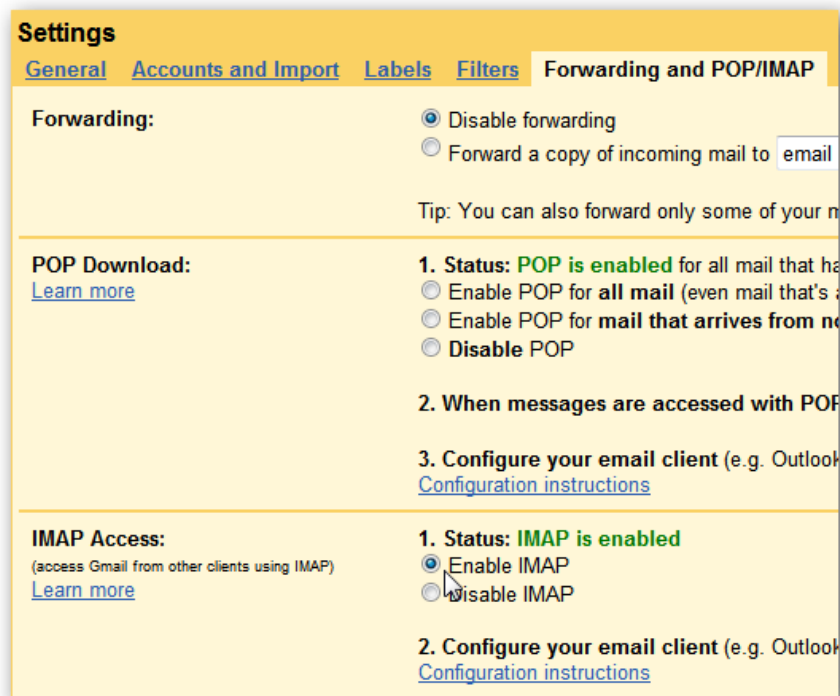 Settings
General Accounts and Import Labels Filters Forwarding and POP/IMAP
Forwarding:
Disable forwarding
Forward a copy of incoming mail to email
Tip: You can also forward only some of your
POP Download:
Learn more
1. Status: POP is enabled for all mail that
Enable POP for all mail (even mail that's
Enable POP for mail that arrives from
Disable POP
2. When messages are accessed with POP
3. Configure your email client (e.g. Outlook
Configuration instructions
IMAP Access:
(access Gmail from other clients using IMAP)
Learn more
1. Status: IMAP is enabled
Enable IMAP
Disable IMAP
2. Configure your email client (e.g. Outlook
Configuration instructions